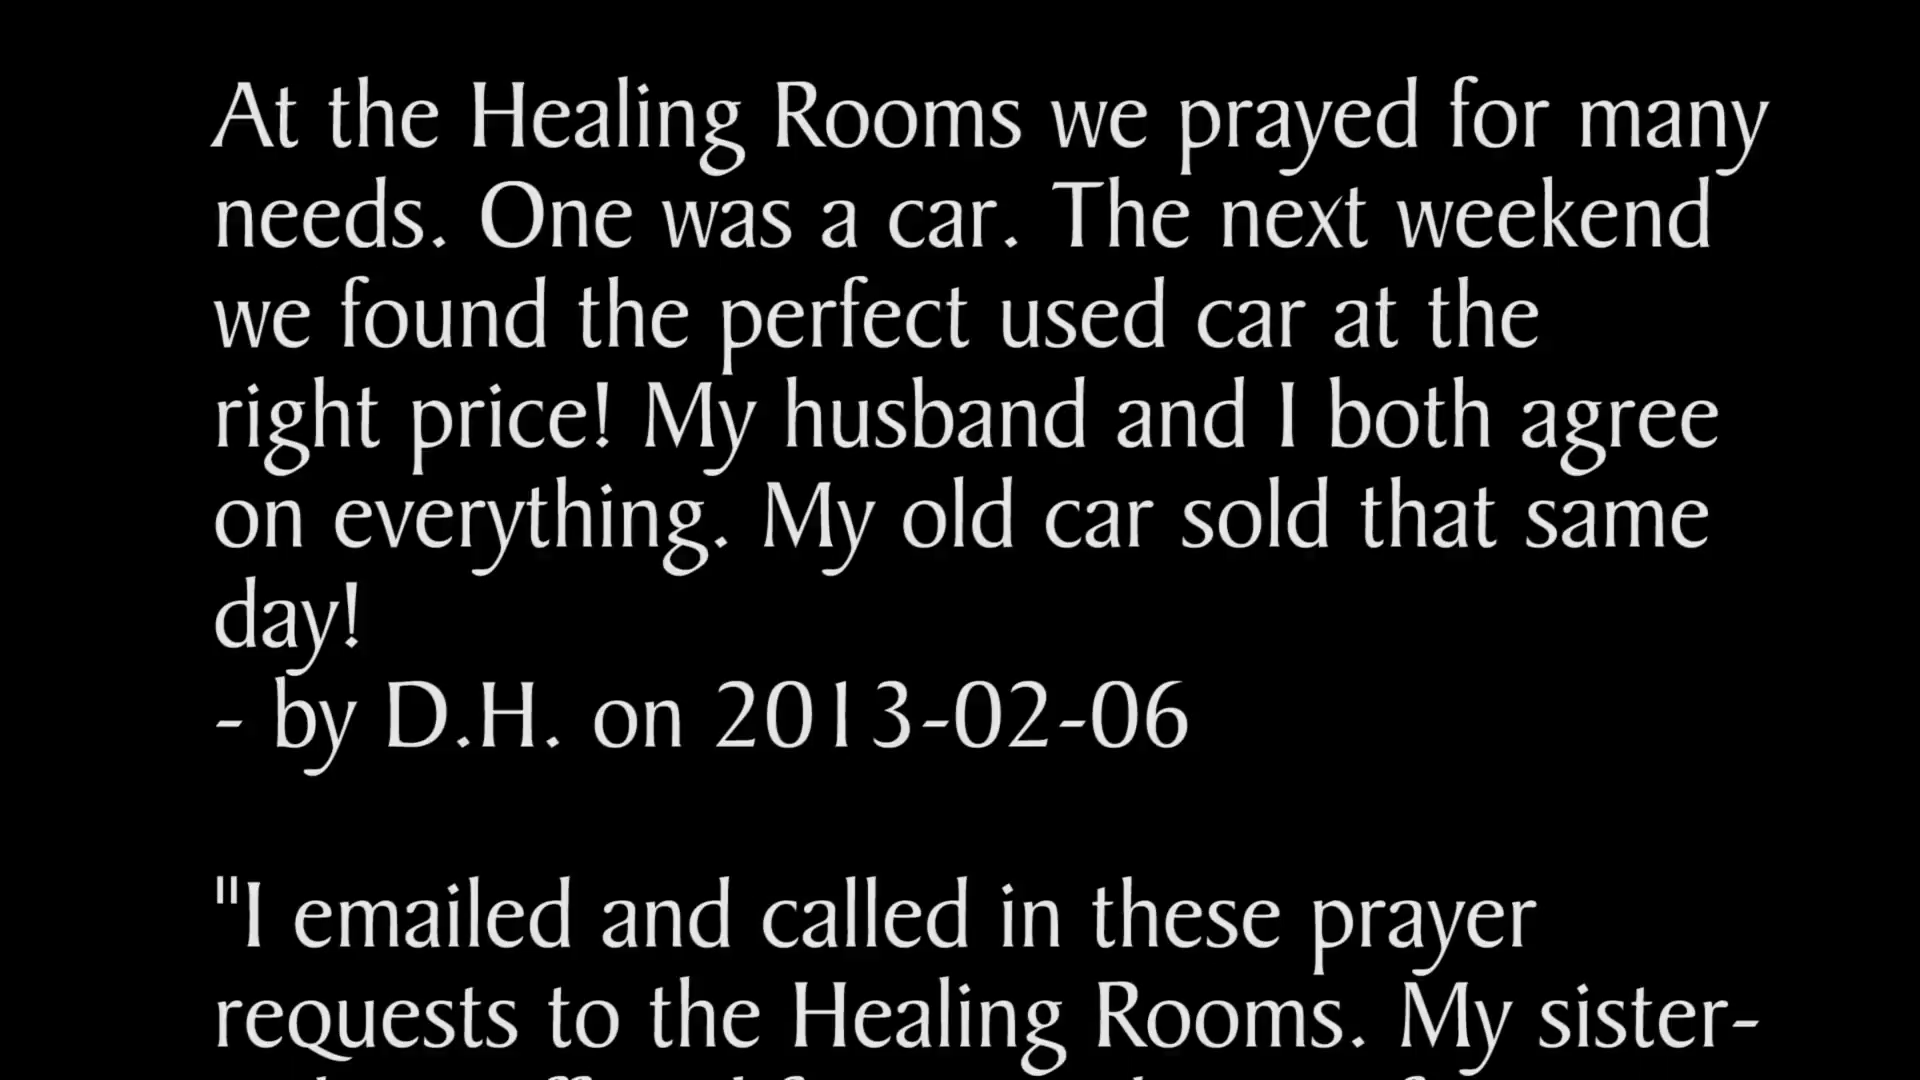 At the Healing Rooms we prayed for many
needs. One was a car. The next weekend
we found the perfect used car at the
right price! My husband and I both agree
on everything. My old car sold that same
day!
- by D.H. on 2013-02-06
"I emailed and called in these prayer
requests to the Healing Rooms. My sister-